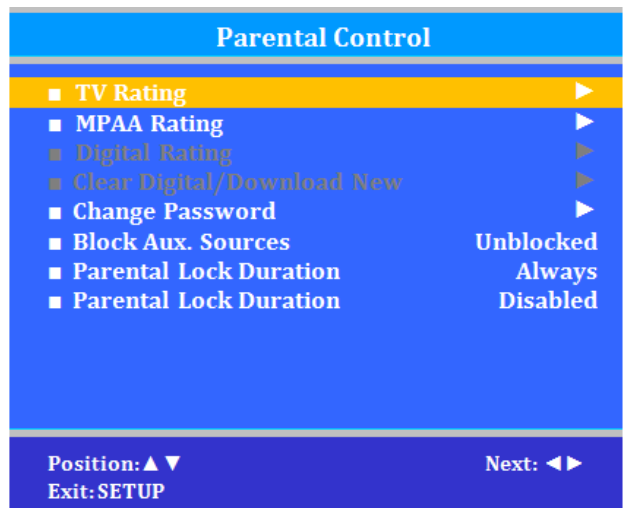 Parental Control
■ TV Rating ▶
■ MPAA Rating ▶
■ Digital Rating ▶
■ Clear Digital/Download New ▶
■ Change Password ▶
■ Block Aux. Sources Unblocked
■ Parental Lock Duration Always
■ Parental Lock Duration Disabled
Position:▲▼ Next: ◀▶
Exit:SETUP